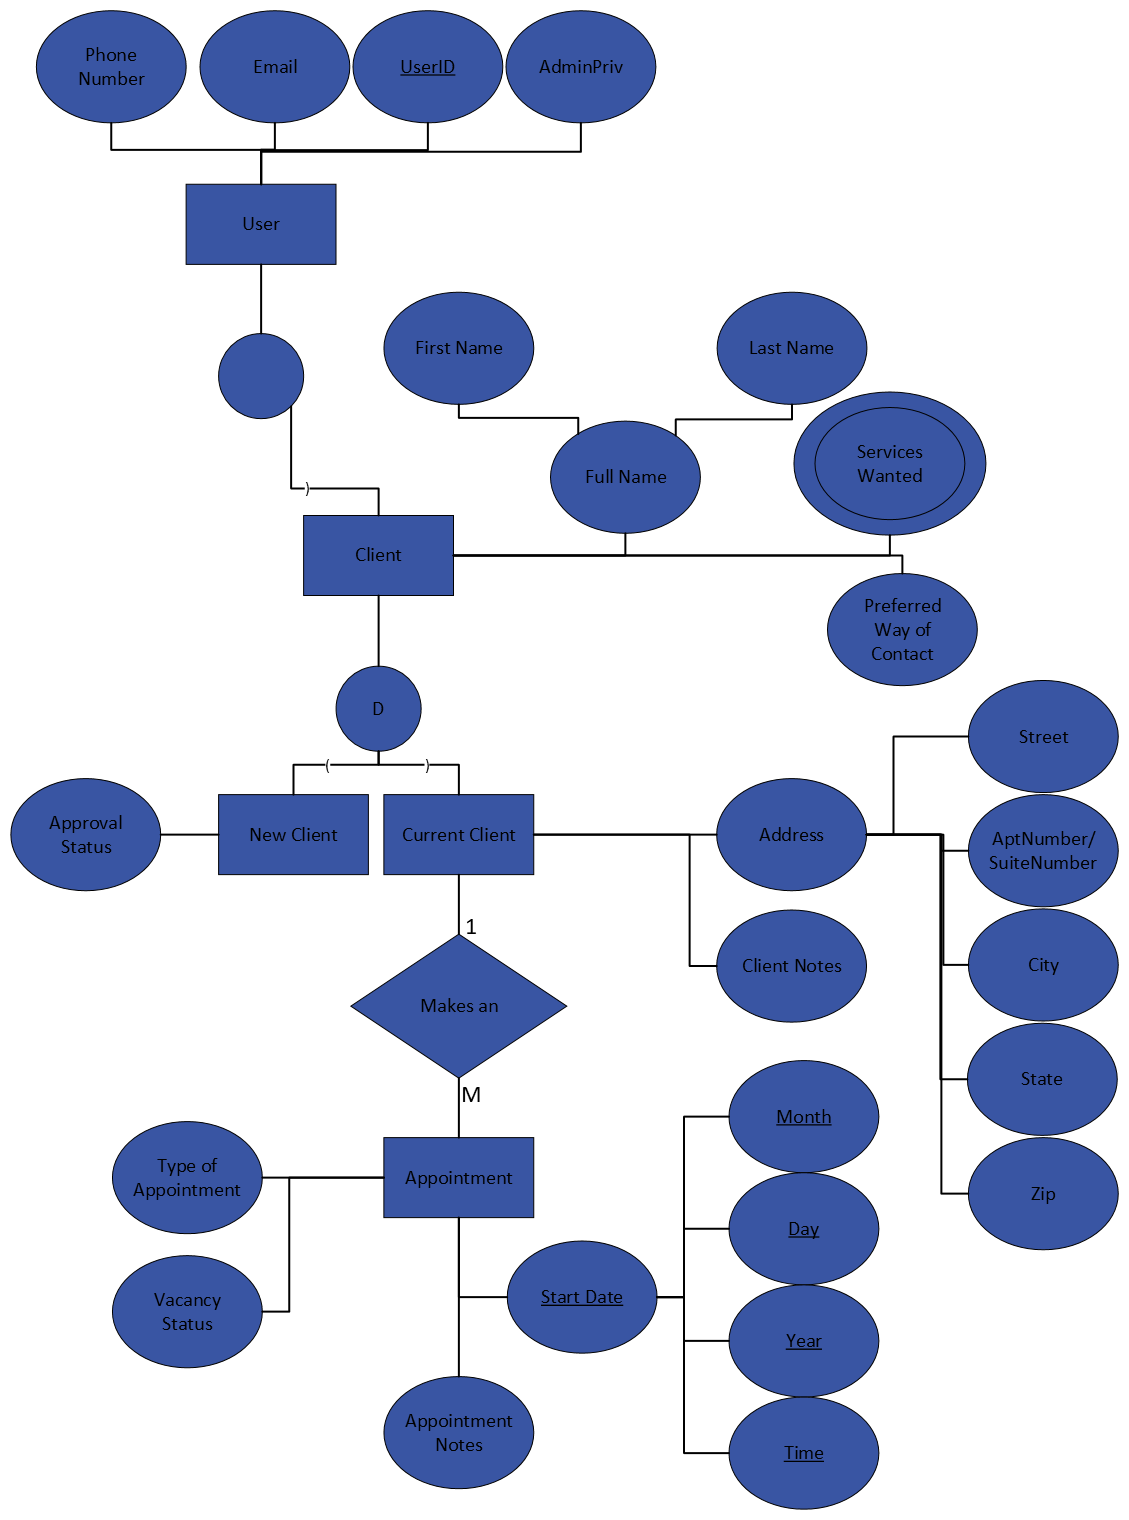 Phone
Number
Email
UserID
AdminPriv
User
First Name
Last Name
Full Name
Services
Wanted
)
Client
Preferred
Way of
Contact
D
(
)
Street
Approval
Status
New Client
Current Client
Address
AptNumber/
SuiteNumber
1
Client Notes
City
Makes an
M
State
Month
Type of
Appointment
Appointment
Zip
Day
Vacancy
Status
Start Date
Year
Appointment
Notes
Time